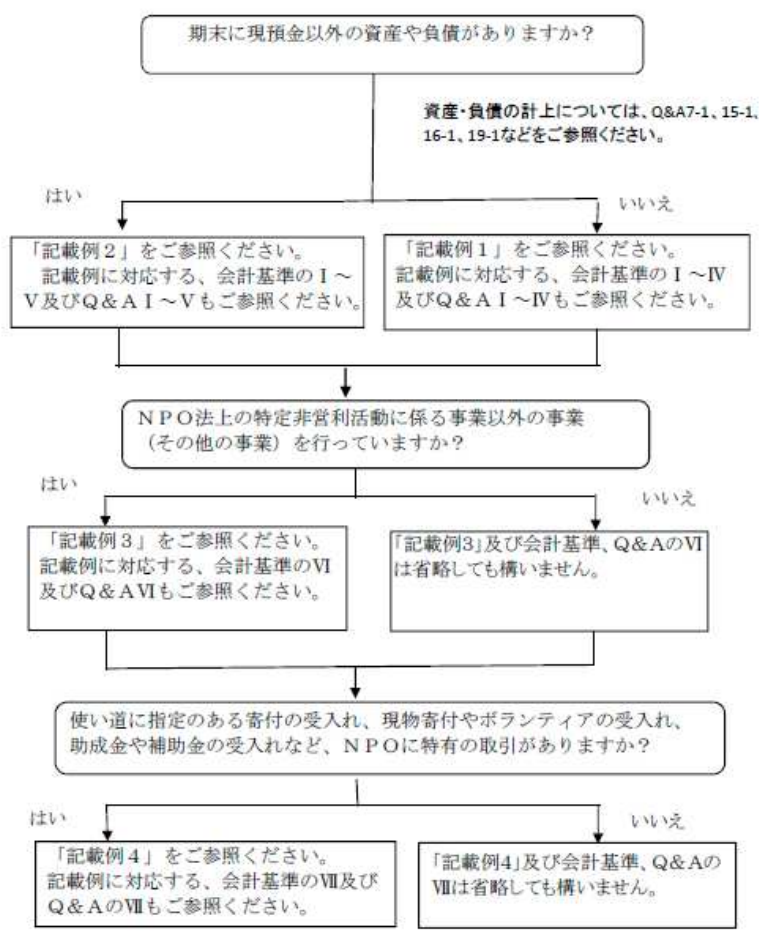 期末に現預金以外の資産や負債がありますか？
資産・負債の計上については、Q&A7-1、15-1、
16-1、19-1などをご参照ください。
はい
いいえ
「記載例２」をご参照ください。
記載例に対応する、会計基準のⅠ～
Ⅴ及びＱ＆ＡⅠ～Ⅴもご参照ください。
「記載例１」をご参照ください。
記載例に対応する、会計基準のⅠ～Ⅳ
及びＱ＆ＡⅠ～Ⅳもご参照ください。
ＮＰＯ法上の特定非営利活動に係る事業以外の事業
（その他の事業）を行っていますか？
はい
いいえ
「記載例３」をご参照ください。
記載例に対応する、会計基準のⅥ
及びＱ＆ＡⅥもご参照ください。
「記載例3」及び会計基準、Ｑ＆ＡのⅥ
は省略しても構いません。
使い道に指定のある寄付の受入れ、現物寄付やボランティアの受入れ、
助成金や補助金の受入れなど、ＮＰＯに特有の取引がありますか？
はい
いいえ
「記載例４」をご参照ください。
記載例に対応する、会計基準のⅦ及び
Ｑ＆ＡのⅦもご参照ください。
「記載例4」及び会計基準、Ｑ＆Ａの
Ⅶは省略しても構いません。